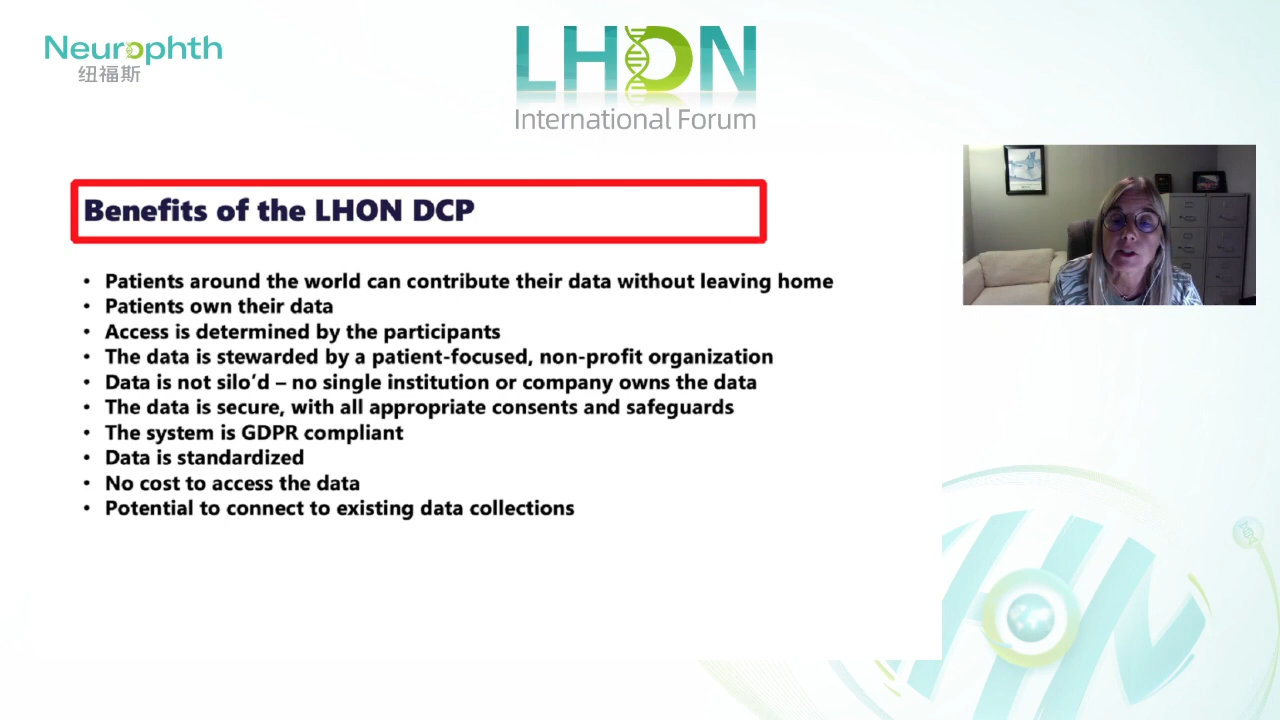 Neurophth
纽福斯
LHON
International Forum
Benefits of the LHON DCP
• Patients around the world can contribute their data without leaving home
• Patients own their data
• Access is determined by the participants
• The data is stewarded by a patient-focused, non-profit organization
• Data is not silo’d – no single institution or company owns the data
• The data is secure, with all appropriate consents and safeguards
• The system is GDPR compliant
• Data is standardized
• No cost to access the data
• Potential to connect to existing data collections